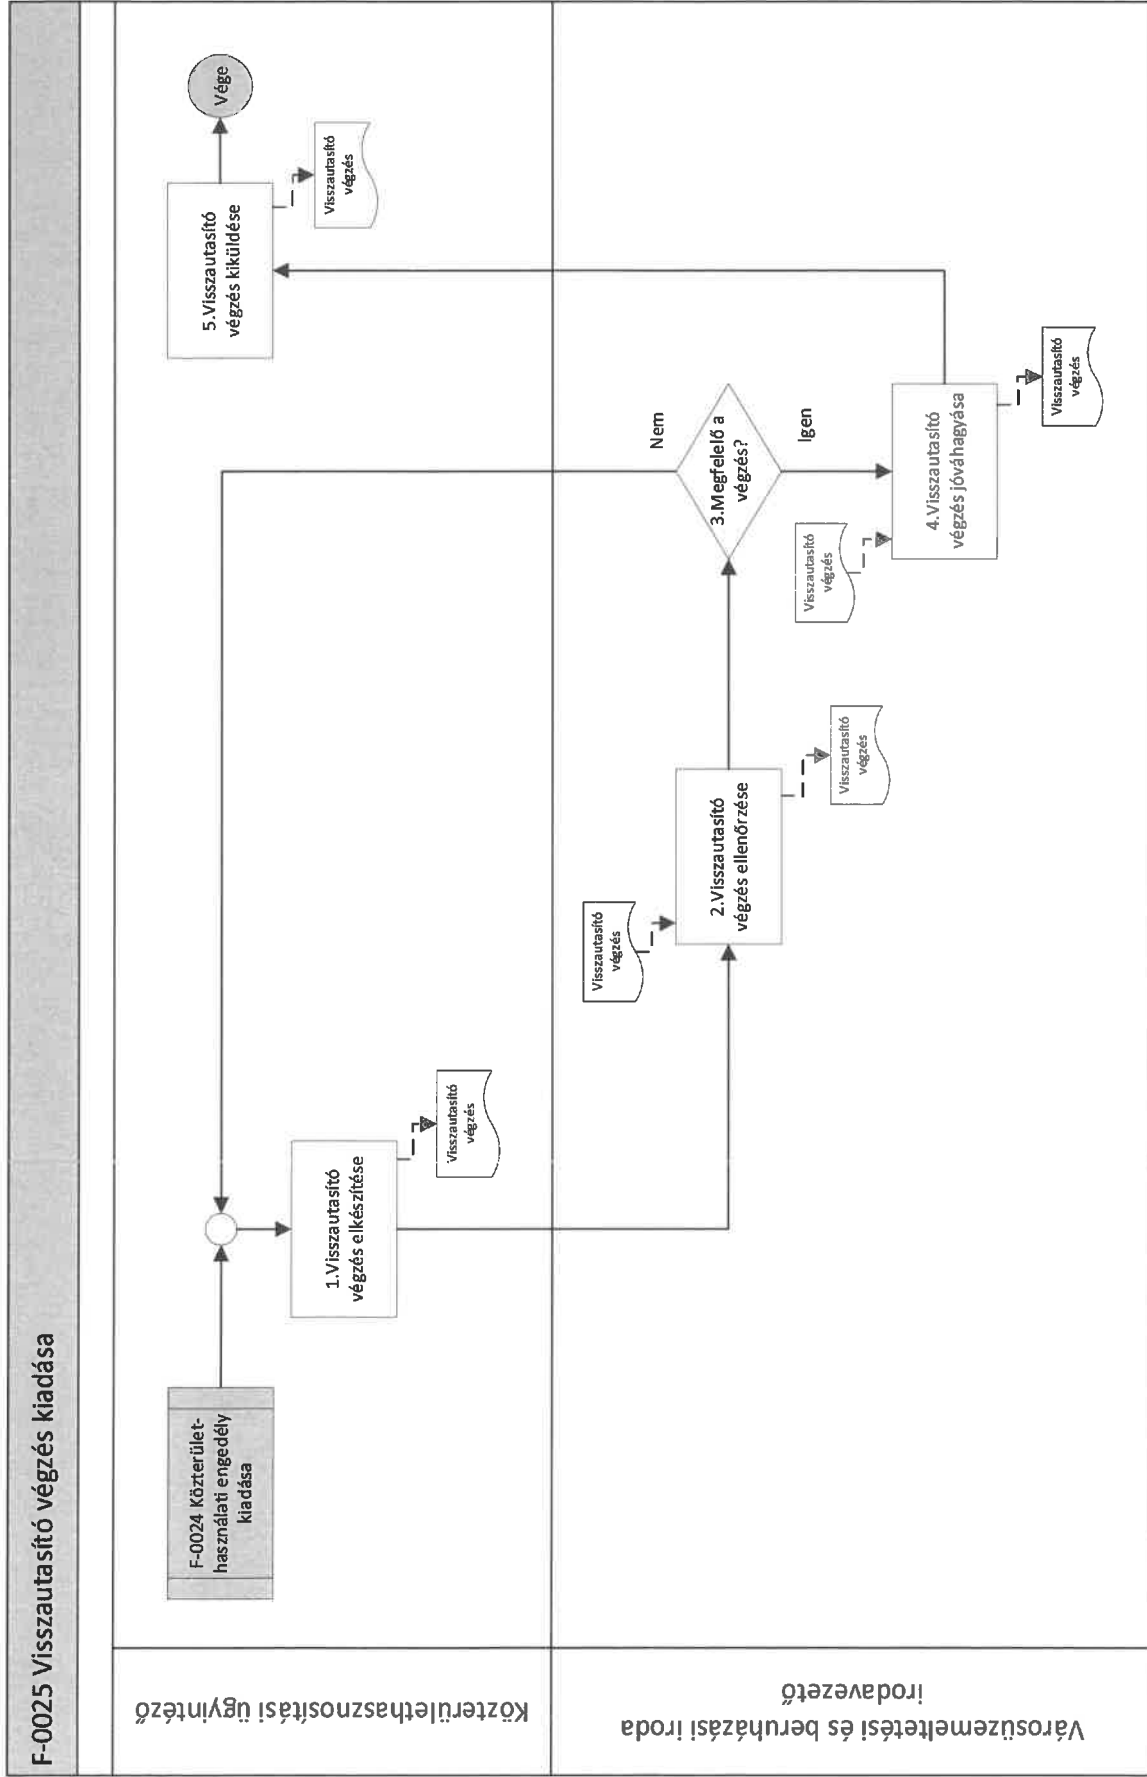 F-0025 Visszautasító végzés kiadása
Közterülethasznosítási ügyintéző
F-0024 Közterület-
használati engedély
kiadása
1.Visszautasító
végzés elkészítése
Visszautasító
végzés
5.Visszautasító
végzés kiküldése
Visszautasító
végzés
Vége
Városüzemeltetési és beruházási iroda
irodavezető
Visszautasító
végzés
2.Visszautasító
végzés ellenőrzése
Visszautasító
végzés
3.Megfelelő a
végzés?
Nem
Igen
Visszautasító
végzés
4.Visszautasító
végzés jóváhagyása
Visszautasító
végzés